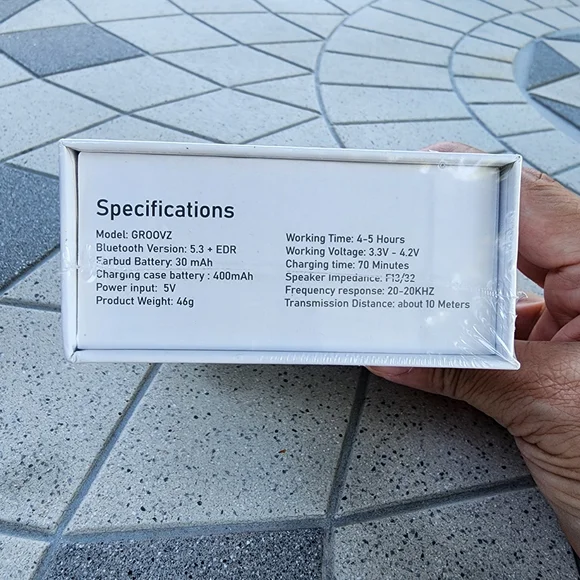 Specifications
Model: GROOVZ
Bluetooth Version: 5.3 + EDR
Earbud Battery: 30 mAh
Charging case battery : 400mAh
Power input: 5V
Product Weight: 46g
Working Time: 4-5 Hours
Working Voltage: 3.3V - 4.2V
Charging time: 70 Minutes
Speaker Impedance:
Frequency response: 20-20KHZ
Transmission Distance: about 10 Meters